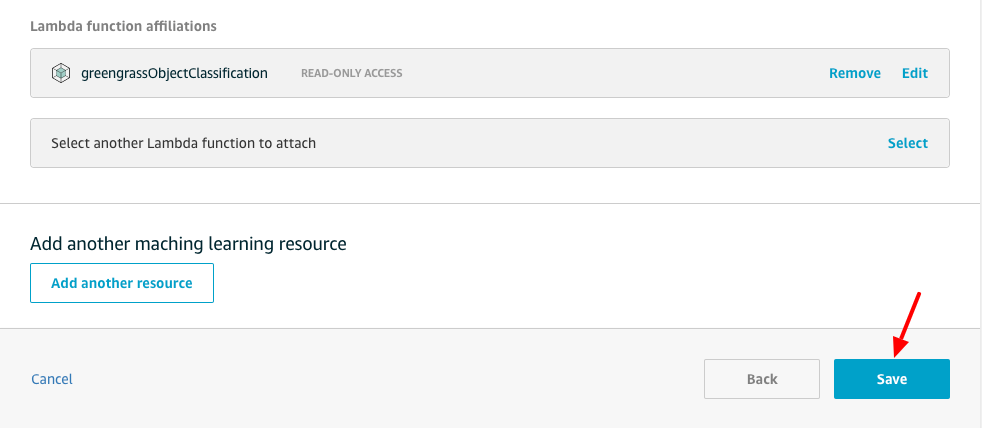 Lambda function affiliations
greengrassObjectClassification READ-ONLY ACCESS Remove Edit
Select another Lambda function to attach Select
Add another maching learning resource
Add another resource
Cancel Back Save